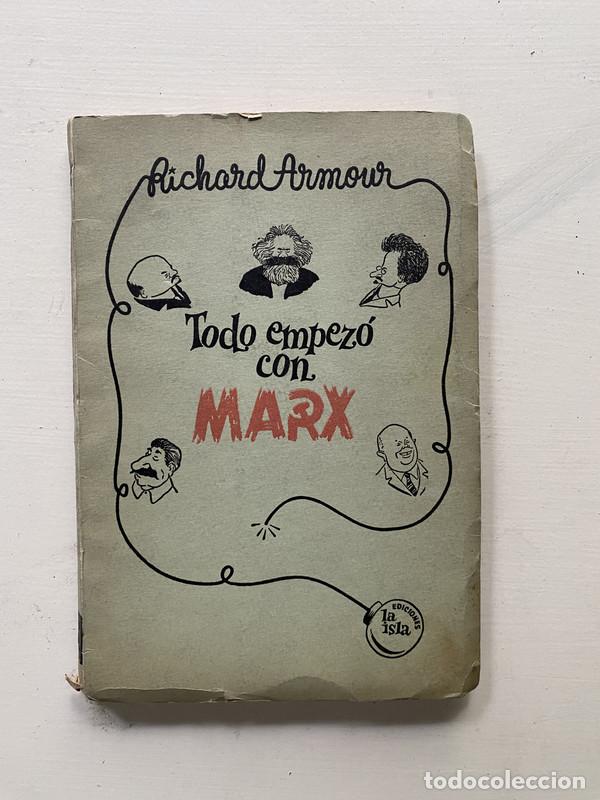 Richard Armour
Todo empezó
con
MARX
EDICIONES
la
isla
todocoleccion